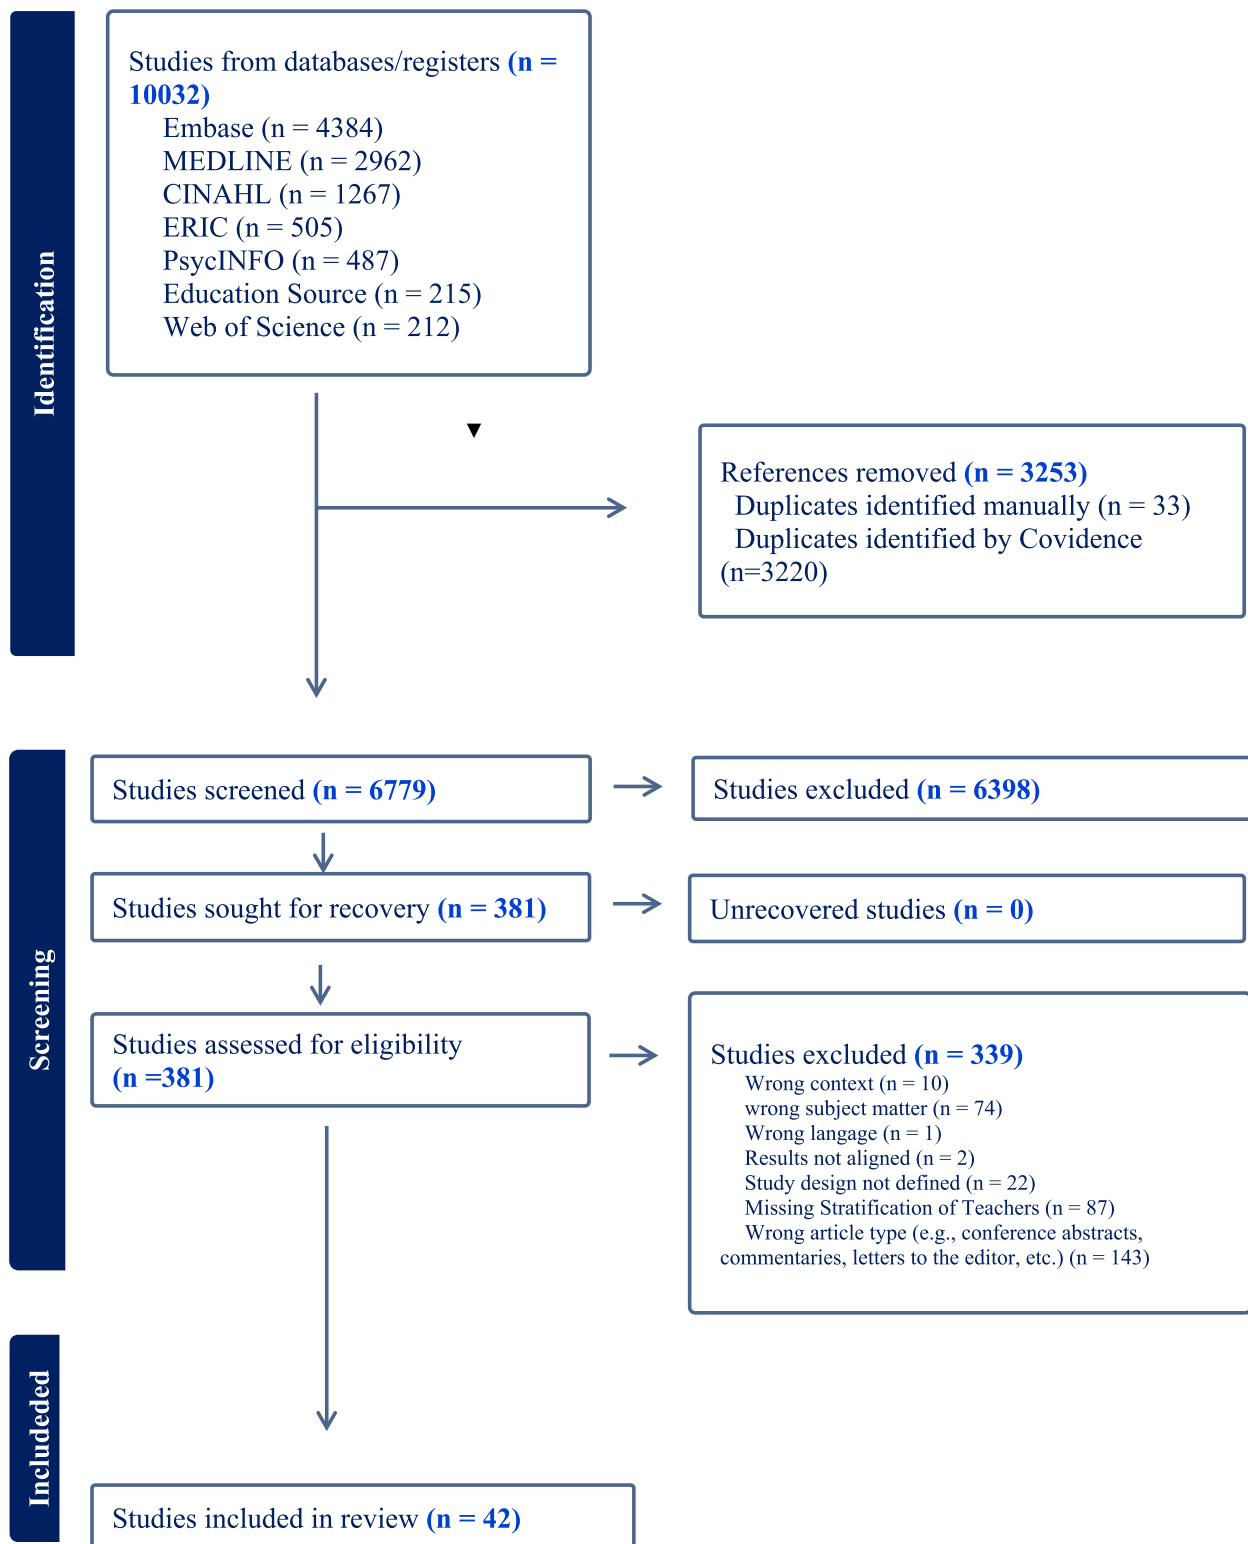 Identification
Studies from databases/registers (n =
10032)
Embase (n = 4384)
MEDLINE (n = 2962)
CINAHL (n = 1267)
ERIC (n = 505)
PsycINFO (n = 487)
Education Source (n = 215)
Web of Science (n = 212)
References removed (n = 3253)
Duplicates identified manually (n = 33)
Duplicates identified by Covidence
(n=3220)
Screening
Studies screened (n = 6779)
Studies excluded (n = 6398)
Studies sought for recovery (n = 381)
Unrecovered studies (n = 0)
Studies assessed for eligibility
(n =381)
Studies excluded (n = 339)
Wrong context (n = 10)
wrong subject matter (n = 74)
Wrong langage (n = 1)
Results not aligned (n = 2)
Study design not defined (n = 22)
Missing Stratification of Teachers (n = 87)
Wrong article type (e.g., conference abstracts,
commentaries, letters to the editor, etc.) (n = 143)
Includeded
Studies included in review (n = 42)